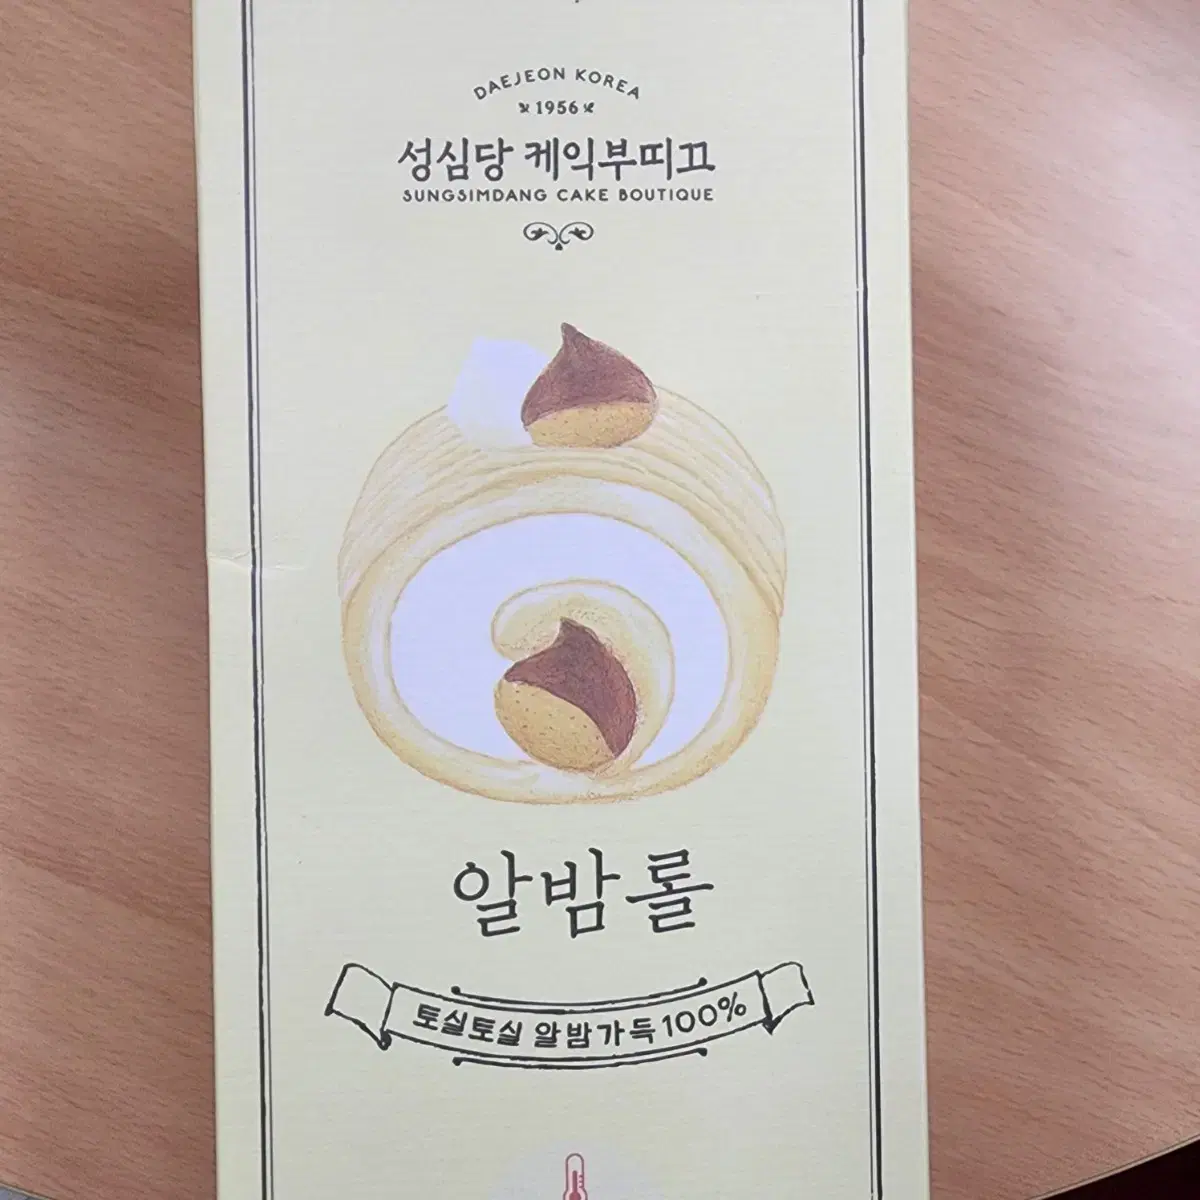 DAEJEON KOREA
1956
성심당 케익부띠끄
SUNGSIMDANG CAKE BOUTIQUE
알밤롤
토실토실 알밤가득 100%